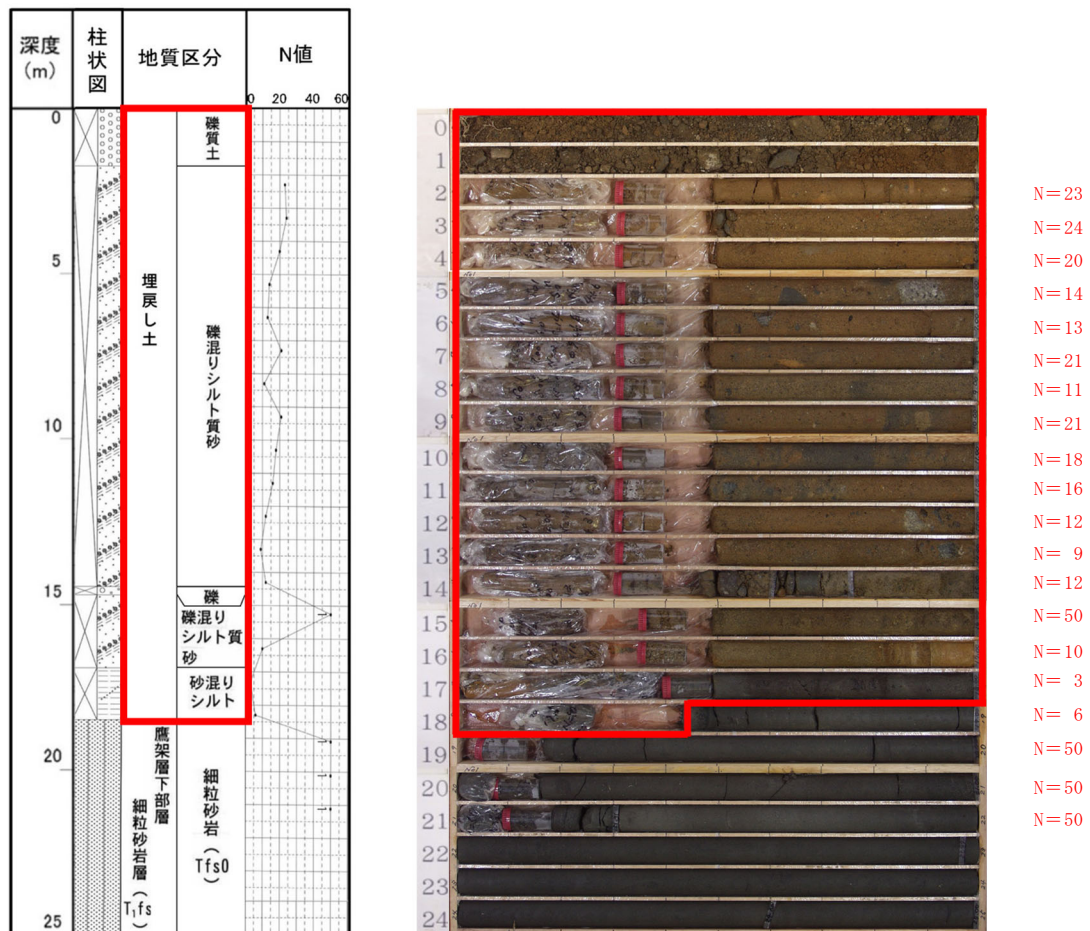 深度
(m)
柱状図
地質区分
N値
0 20 40 60
0
5
10
15
20
25
埋戻し土
礫質土
礫混りシルト質砂
礫
礫混り
シルト質
砂
砂混り
シルト
鷹架層下部層
細粒砂岩層(T₁fs)
細粒砂岩(Tfs0)
0
1
2
3
4
5
6
7
8
9
10
11
12
13
14
15
16
17
18
19
20
21
22
23
24
N=23
N=24
N=20
N=14
N=13
N=21
N=11
N=21
N=18
N=16
N=12
N= 9
N=12
N=50
N=10
N= 3
N= 6
N=50
N=50
N=50